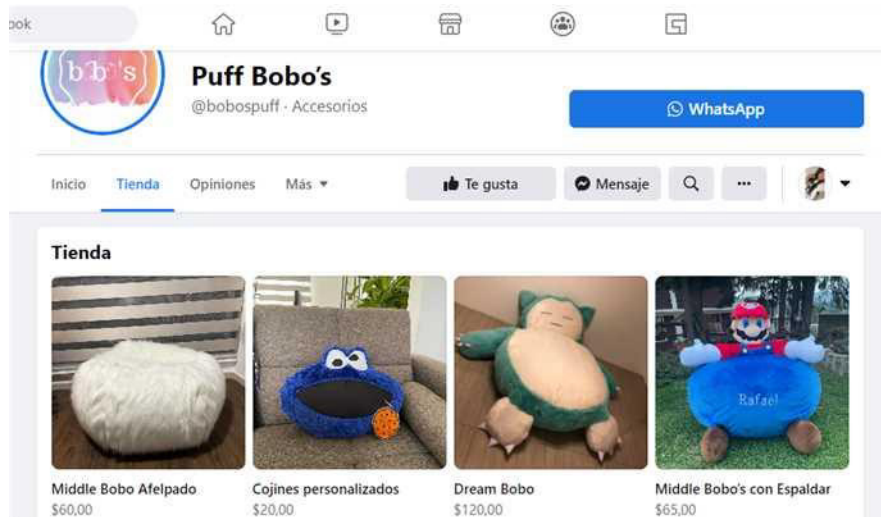 ook
bobo's
Puff Bobo's
@bobospuff · Accesorios
WhatsApp
Inicio Tienda Opiniones Más Te gusta Mensaje
Tienda
Rafael
Middle Bobo Afelpado Cojines personalizados Dream Bobo Middle Bobo's con Espaldar
$60,00 $20,00 $120,00 $65,00